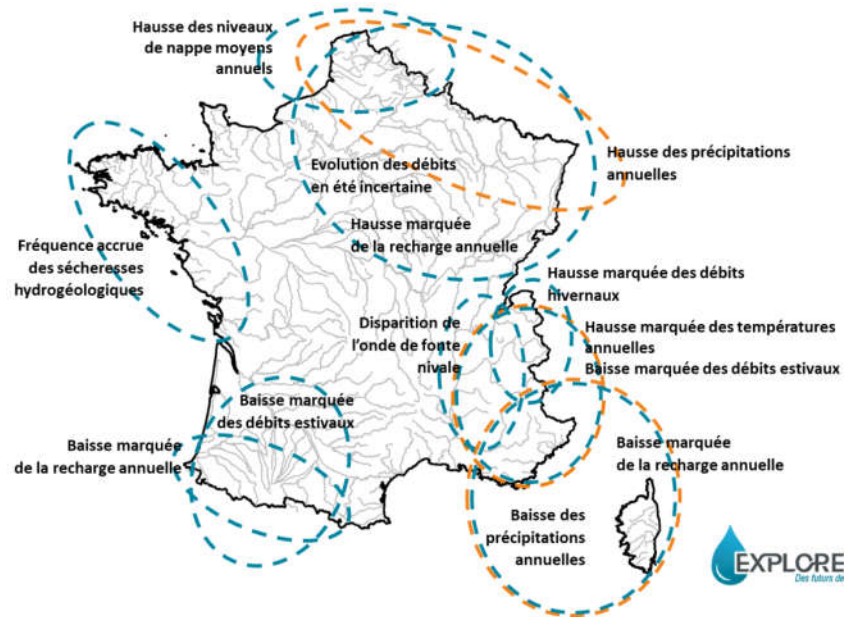 Hausse des niveaux
de nappe moyens
annuels
Evolution des débits
en été incertaine
Hausse des précipitations
annuelles
Hausse marquée
de la recharge annuelle
Fréquence accrue
des sécheresses
hydrogéologiques
Hausse marquée des débits
hivernaux
Disparition de
l'onde de fonte
nivale
Hausse marquée des températures
annuelles
Baisse marquée des débits estivaux
Baisse marquée
des débits estivaux
Baisse marquée
de la recharge annuelle
Baisse marquée
de la recharge annuelle
Baisse des
précipitations
annuelles
EXPLORE
Des futurs de